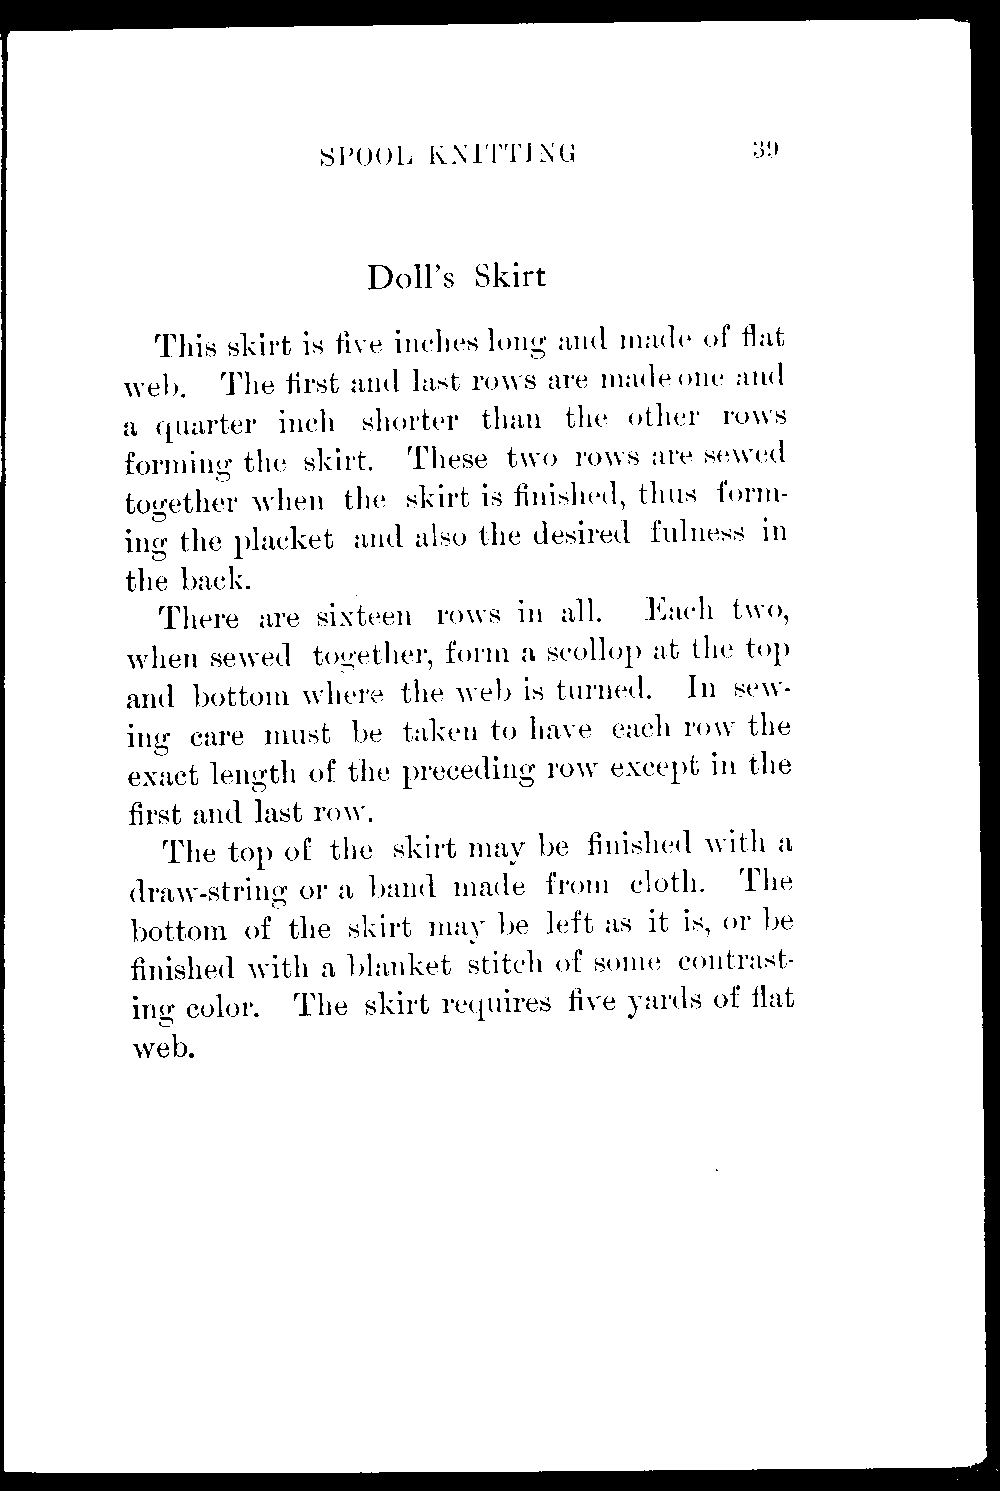 SPOOL KNITTING 39
Doll's Skirt
This skirt is five inches long and made of flat
web. The first and last rows are made one and
a quarter inch shorter than the other rows
forming the skirt. These two rows are sewed
together when the skirt is finished, thus form-
ing the placket and also the desired fulness in
the back.
There are sixteen rows in all. Each two,
when sewed together, form a scollop at the top
and bottom where the web is turned. In sew-
ing care must be taken to have each row the
exact length of the preceding row except in the
first and last row.
The top of the skirt may be finished with a
draw-string or a band made from cloth. The
bottom of the skirt may be left as it is, or be
finished with a blanket stitch of some contrast-
ing color. The skirt requires five yards of flat
web.